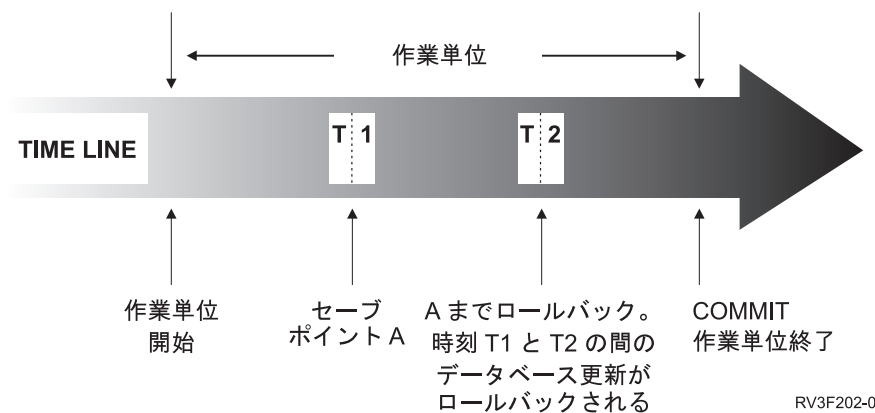 作業単位
TIME LINE
T 1
T 2
作業単位
開始
セーブ
ポイント A
A までロールバック。
時刻 T1 と T2 の間の
データベース更新が
ロールバックされる
COMMIT
作業単位終了
RV3F202-0